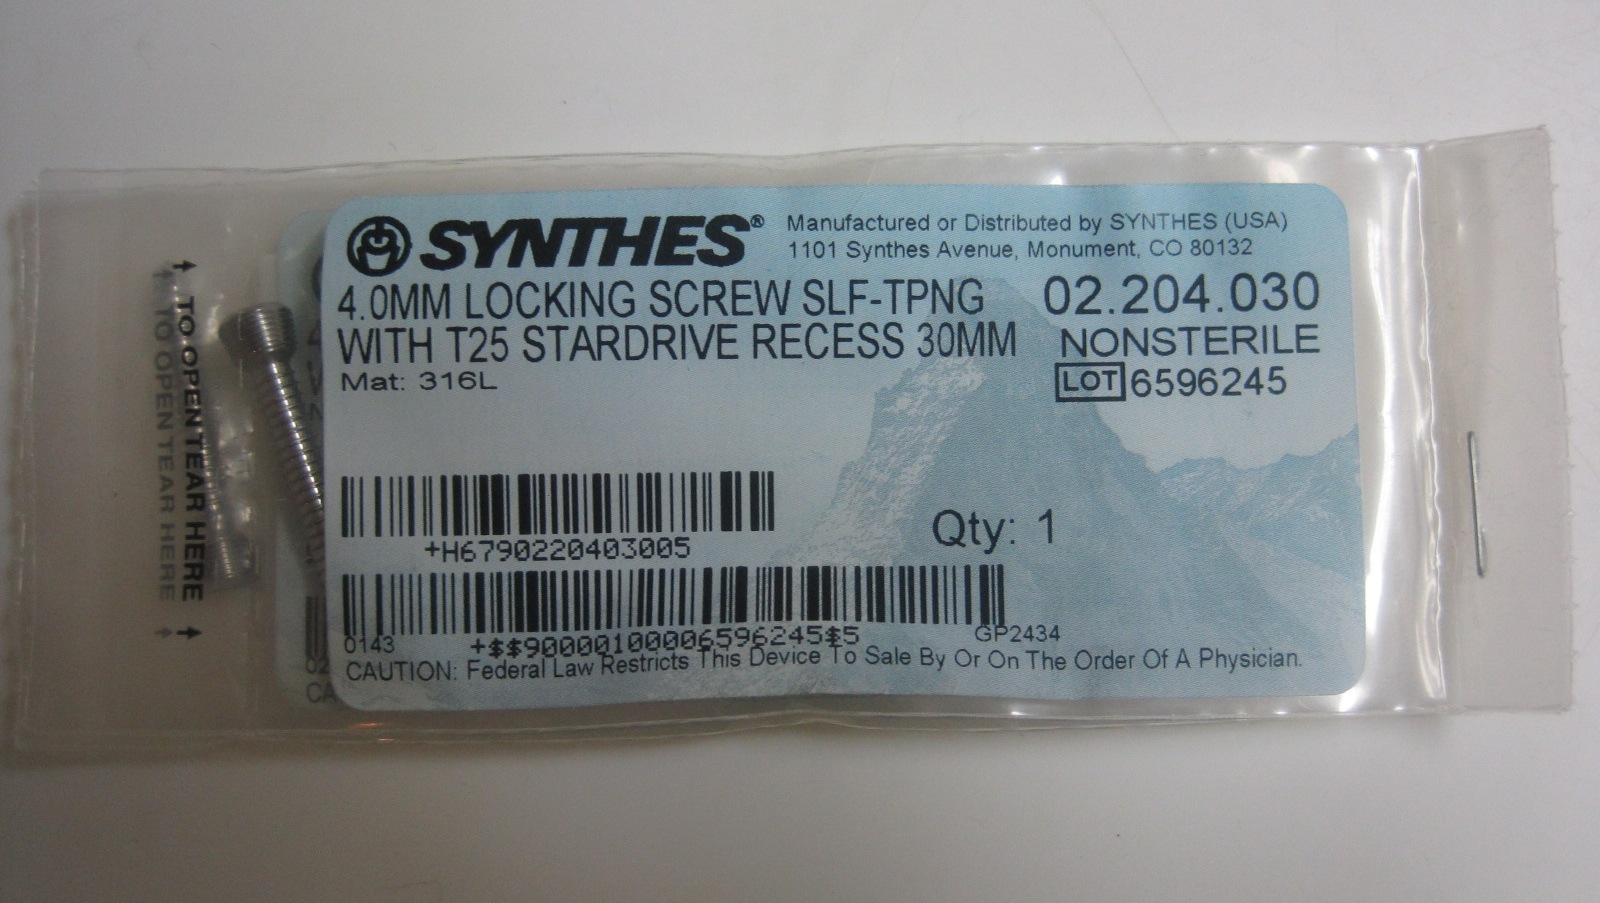 SYNTHES®
Manufactured or Distributed by SYNTHES (USA)
1101 Synthes Avenue, Monument, CO 80132
4.0MM LOCKING SCREW SLF-TPNG
WITH T25 STARDRIVE RECESS 30MM
Mat: 316L
02.204.030
NONSTERILE
LOT 6596245
+H6790220403005
Qty: 1
0143
+$$90000100006596245$5
GP2434
CAUTION: Federal Law Restricts This Device To Sale By Or On The Order Of A Physician.
TO OPEN TEAR HERE
TO OPEN TEAR HERE
02
CA